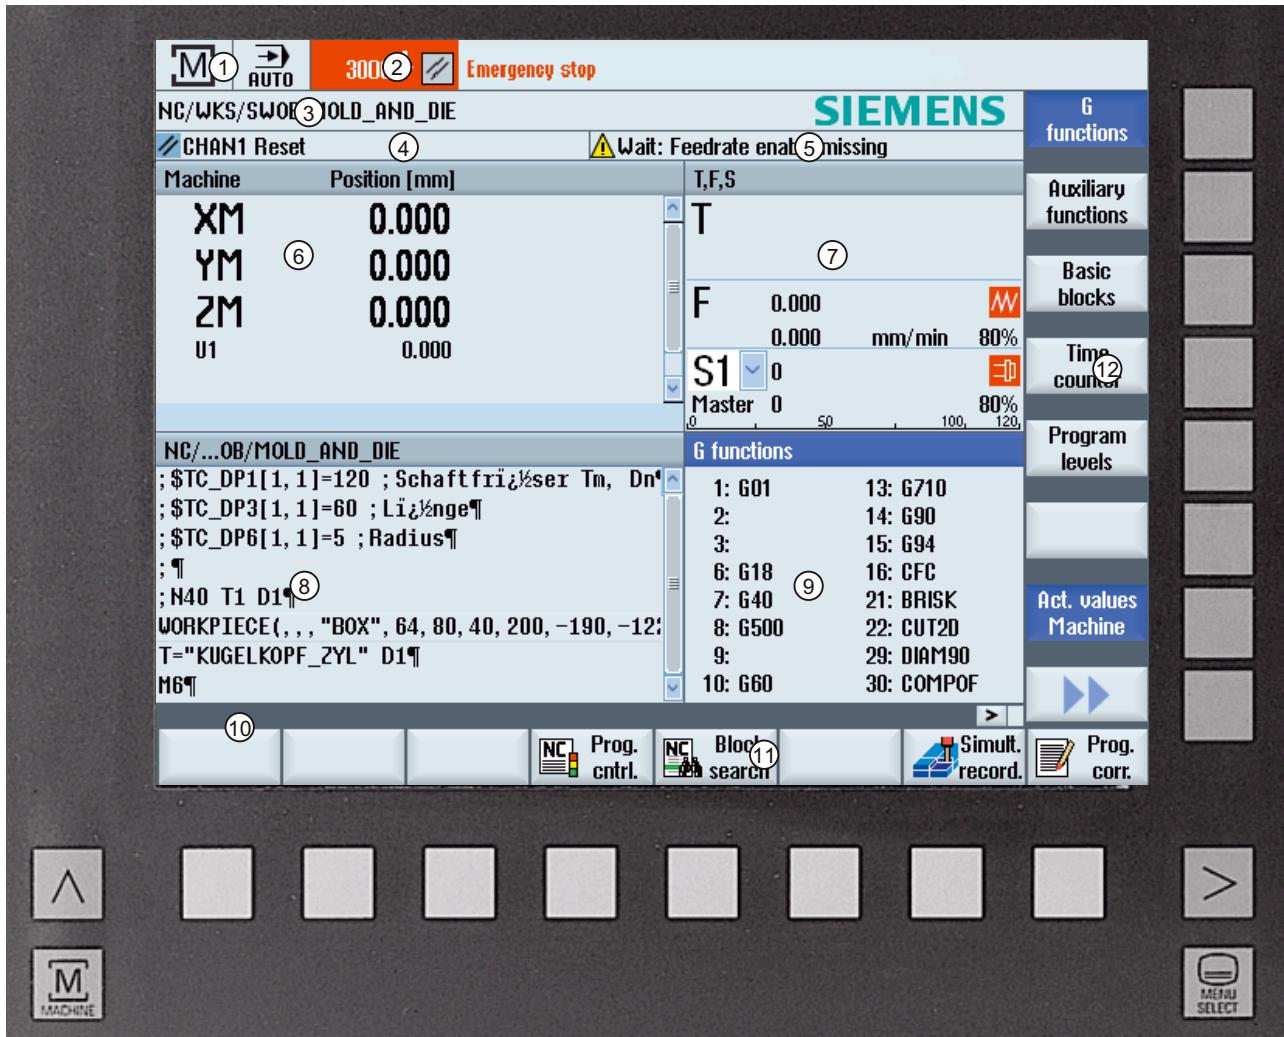 M 1 AUTO 300 2 Emergency stop
NC/WKS/SWOB 3 MOLD_AND_DIE SIEMENS
CHAN1 Reset 4 Wait: Feedrate enab 5 missing
Machine Position [mm] T,F,S
XM 0.000 T
6 7
YM 0.000
ZM 0.000 F 0.000
0.000 mm/min 80%
U1 0.000 S1 0
Master 0 80%
0 50 100 120
NC/...OB/MOLD_AND_DIE G functions
;$TC_DP1[1,1]=120 ;Schaftfrï¿½ser Tm, Dn
;$TC_DP3[1,1]=60 ;Lï¿½nge¶
;$TC_DP6[1,1]=5 ;Radius¶
;¶
;N40 T1 D1¶
8
WORKPIECE(,,,"BOX",64,80,40,200,-190,-122
T="KUGELKOPF_ZYL" D1¶
M6¶
1: G01 13: G710
2: 14: G90
3: 15: G94
6: G18 9 16: CFC
7: G40 21: BRISK
8: G500 22: CUT2D
9: 29: DIAM90
10: G60 30: COMPOF
>
G
functions
Auxiliary
functions
Basic
blocks
Time
counter
12
Program
levels
Act. values
Machine
10
NC Prog.
cntrl.
NC Block
search
11
Simult.
record.
Prog.
corr.
M
MACHINE
MENU
SELECT